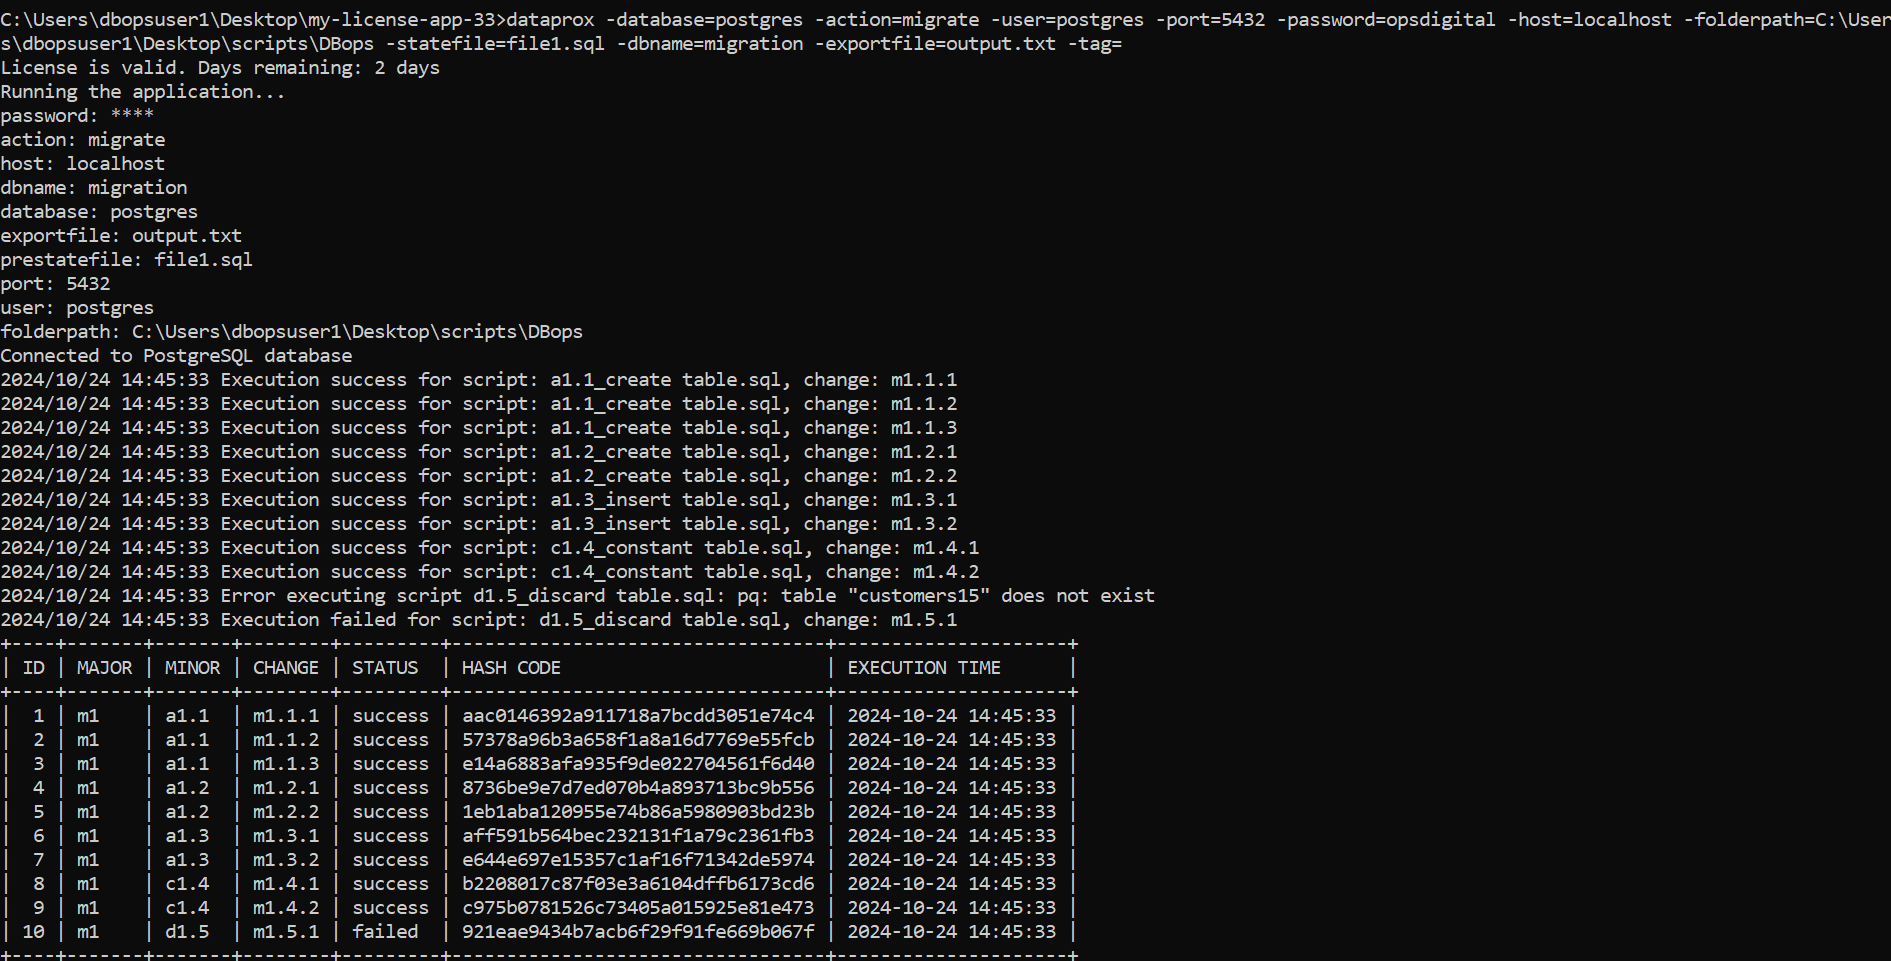 C:\Users\dbopsuser1\Desktop\my-license-app-33>dataprox -database=postgres -action=migrate -user=postgres -port=5432 -password=opsdigital -host=localhost -folderpath=C:\User
s\dbopsuser1\Desktop\scripts\DBops -statefile=file1.sql -dbname=migration -exportfile=output.txt -tag=
License is valid. Days remaining: 2 days
Running the application...
password: ****
action: migrate
host: localhost
dbname: migration
database: postgres
exportfile: output.txt
prestatefile: file1.sql
port: 5432
user: postgres
folderpath: C:\Users\dbopsuser1\Desktop\scripts\DBops
Connected to PostgreSQL database
2024/10/24 14:45:33 Execution success for script: a1.1_create table.sql, change: m1.1.1
2024/10/24 14:45:33 Execution success for script: a1.1_create table.sql, change: m1.1.2
2024/10/24 14:45:33 Execution success for script: a1.1_create table.sql, change: m1.1.3
2024/10/24 14:45:33 Execution success for script: a1.2_create table.sql, change: m1.2.1
2024/10/24 14:45:33 Execution success for script: a1.2_create table.sql, change: m1.2.2
2024/10/24 14:45:33 Execution success for script: a1.3_insert table.sql, change: m1.3.1
2024/10/24 14:45:33 Execution success for script: a1.3_insert table.sql, change: m1.3.2
2024/10/24 14:45:33 Execution success for script: c1.4_constant table.sql, change: m1.4.1
2024/10/24 14:45:33 Execution success for script: c1.4_constant table.sql, change: m1.4.2
2024/10/24 14:45:33 Error executing script d1.5_discard table.sql: pq: table "customers15" does not exist
2024/10/24 14:45:33 Execution failed for script: d1.5_discard table.sql, change: m1.5.1
+----+-------+-------+--------+---------+----------------------------------+---------------------+
| ID | MAJOR | MINOR | CHANGE | STATUS  | HASH CODE                        | EXECUTION TIME      |
+----+-------+-------+--------+---------+----------------------------------+---------------------+
|  1 | m1    | a1.1  | m1.1.1 | success | aac0146392a911718a7bcdd3051e74c4 | 2024-10-24 14:45:33 |
|  2 | m1    | a1.1  | m1.1.2 | success | 57378a96b3a658f1a8a16d7769e55fcb | 2024-10-24 14:45:33 |
|  3 | m1    | a1.1  | m1.1.3 | success | e14a6883afa935f9de022704561f6d40 | 2024-10-24 14:45:33 |
|  4 | m1    | a1.2  | m1.2.1 | success | 8736be9e7d7ed070b4a893713bc9b556 | 2024-10-24 14:45:33 |
|  5 | m1    | a1.2  | m1.2.2 | success | 1eb1aba120955e74b86a5980903bd23b | 2024-10-24 14:45:33 |
|  6 | m1    | a1.3  | m1.3.1 | success | aff591b564bec232131f1a79c2361fb3 | 2024-10-24 14:45:33 |
|  7 | m1    | a1.3  | m1.3.2 | success | e644e697e15357c1af16f71342de5974 | 2024-10-24 14:45:33 |
|  8 | m1    | c1.4  | m1.4.1 | success | b2208017c87f03e3a6104dffb6173cd6 | 2024-10-24 14:45:33 |
|  9 | m1    | c1.4  | m1.4.2 | success | c975b0781526c73405a015925e81e473 | 2024-10-24 14:45:33 |
| 10 | m1    | d1.5  | m1.5.1 | failed  | 921eae9434b7acb6f29f91fe669b067f | 2024-10-24 14:45:33 |
+----+-------+-------+--------+---------+----------------------------------+---------------------+